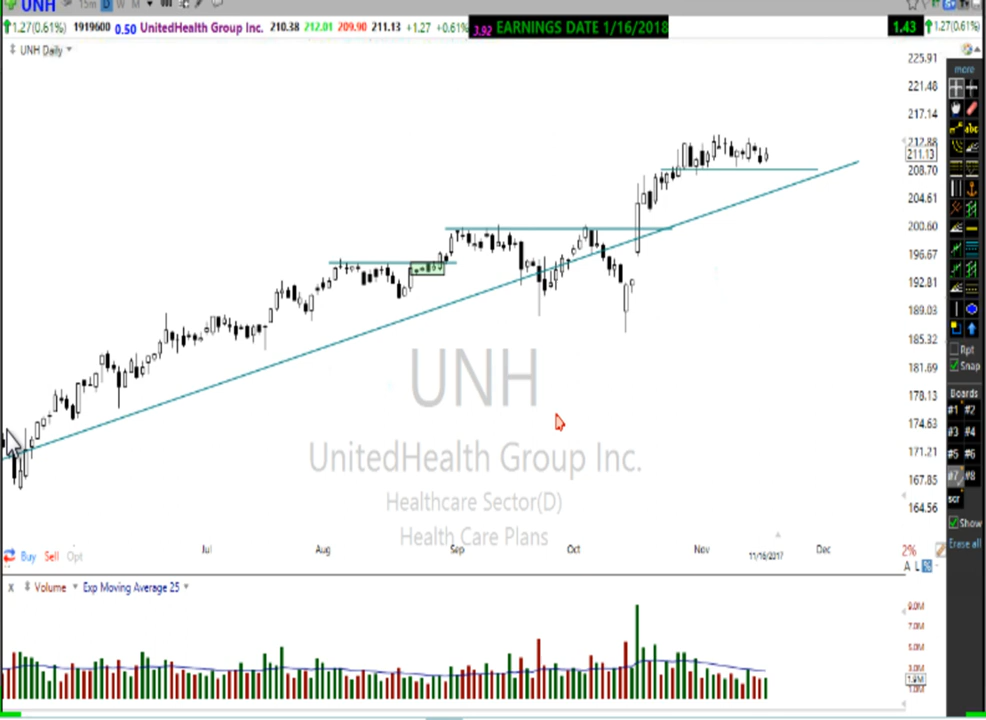 UNH 15m D W M
1.27(0.61%) 1919600 0.50 UnitedHealth Group Inc. 210.38 212.01 209.90 211.13 +1.27 +0.61% 3.92 EARNINGS DATE 1/16/2018 1.43 1.27(0.61%)
UNH Daily
225.91
more
221.48
217.14
abc
212.88
211.13
208.70
204.61
200.60
196.67
192.81
189.03
185.32
Rpt
Snap
181.69
UNH
Boards
178.13
#1 #2
174.63
#3 #4
171.21
#5 #6
UnitedHealth Group Inc.
167.85
#7 #8
Healthcare Sector(D)
scr
164.56
Show
Health Care Plans
Erase all
Buy Sell Opt
Jul Aug Sep Oct Nov 11/16/2017 Dec
2%
A L %
X Volume Exp Moving Average 25
9.0M
7.0M
5.0M
3.0M
1.9M
1.0M